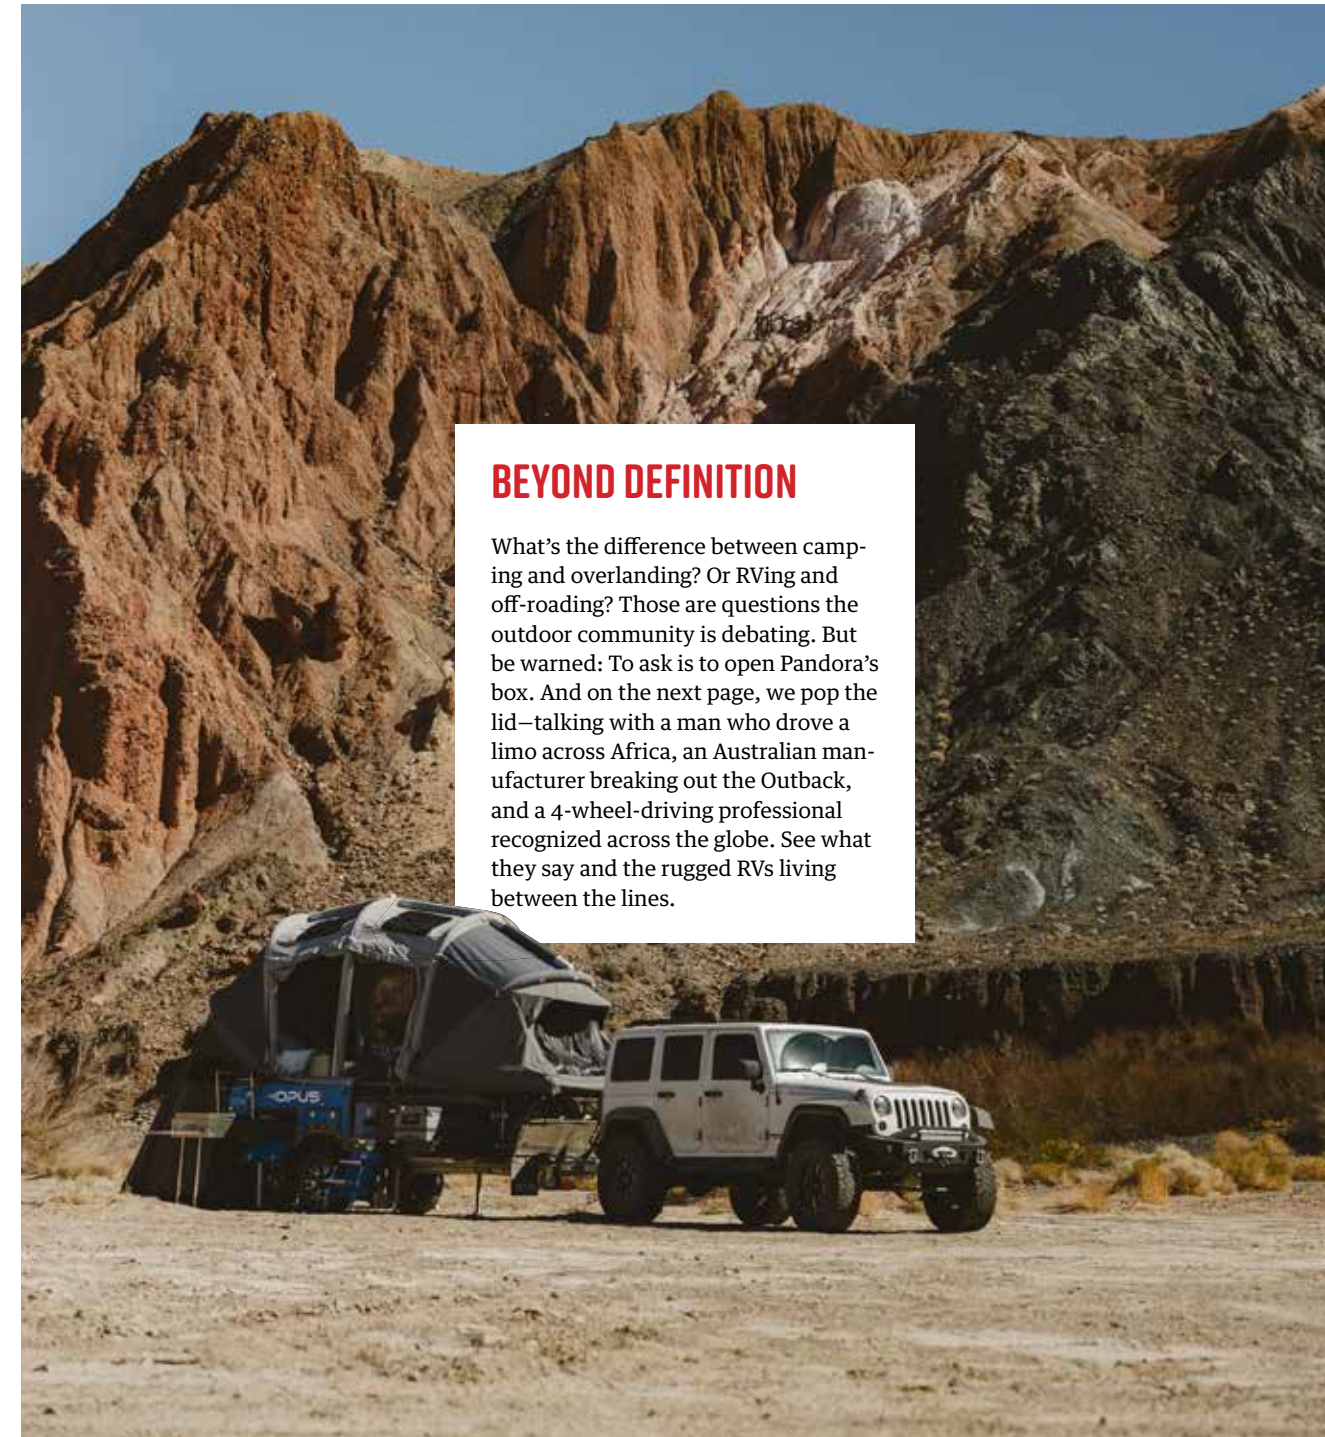 BEYOND DEFINITION
What’s the difference between camp-
ing and overlanding? Or RVing and
off-roading? Those are questions the
outdoor community is debating. But
be warned: To ask is to open Pandora’s
box. And on the next page, we pop the
lid—talking with a man who drove a
limo across Africa, an Australian man-
ufacturer breaking out the Outback,
and a 4-wheel-driving professional
recognized across the globe. See what
they say and the rugged RVs living
between the lines.
OPUS